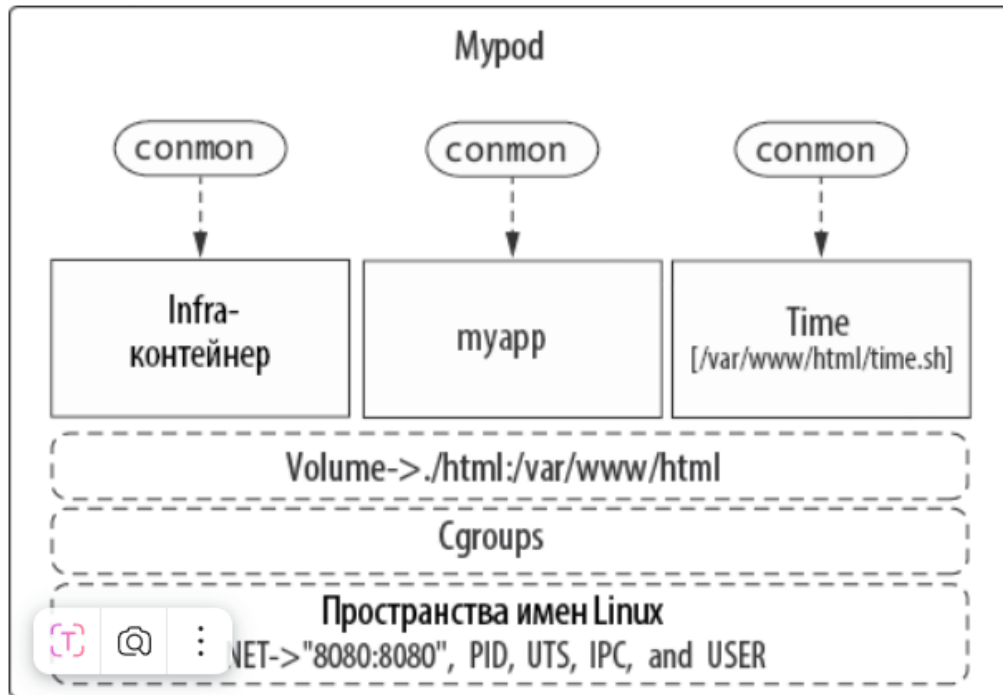 Mypod
conmon
conmon
conmon
Infra-
контейнер
myapp
Time
[/var/www/html/time.sh]
Volume->./html:/var/www/html
Cgroups
Пространства имен Linux
NET->"8080:8080", PID, UTS, IPC, and USER
T